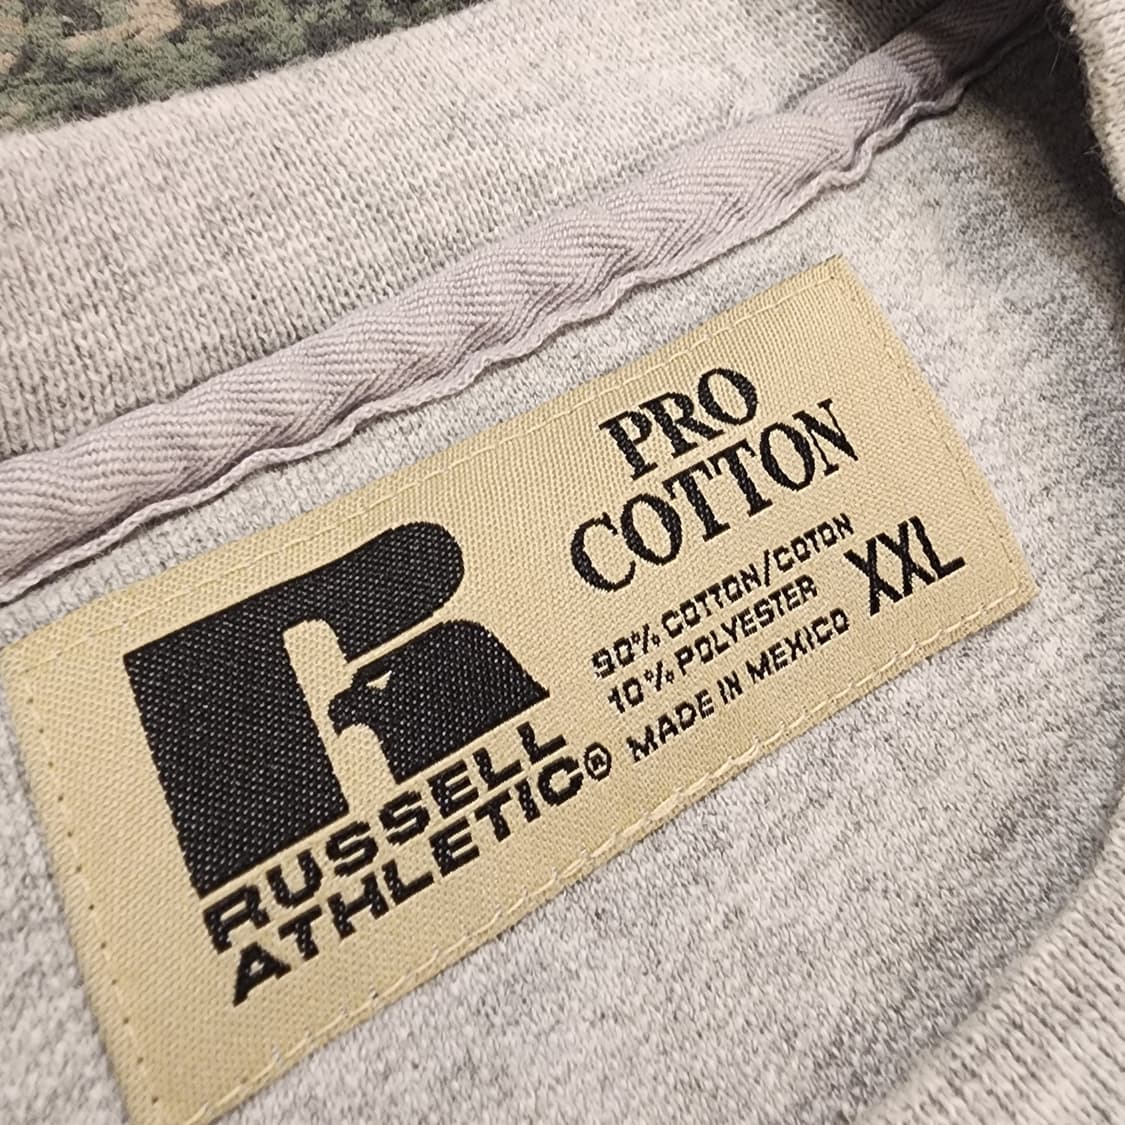 PRO
COTTON
90% COTTON/COTON
10% POLYESTER
MADE IN MEXICO
XXL
RUSSELL
ATHLETIC®